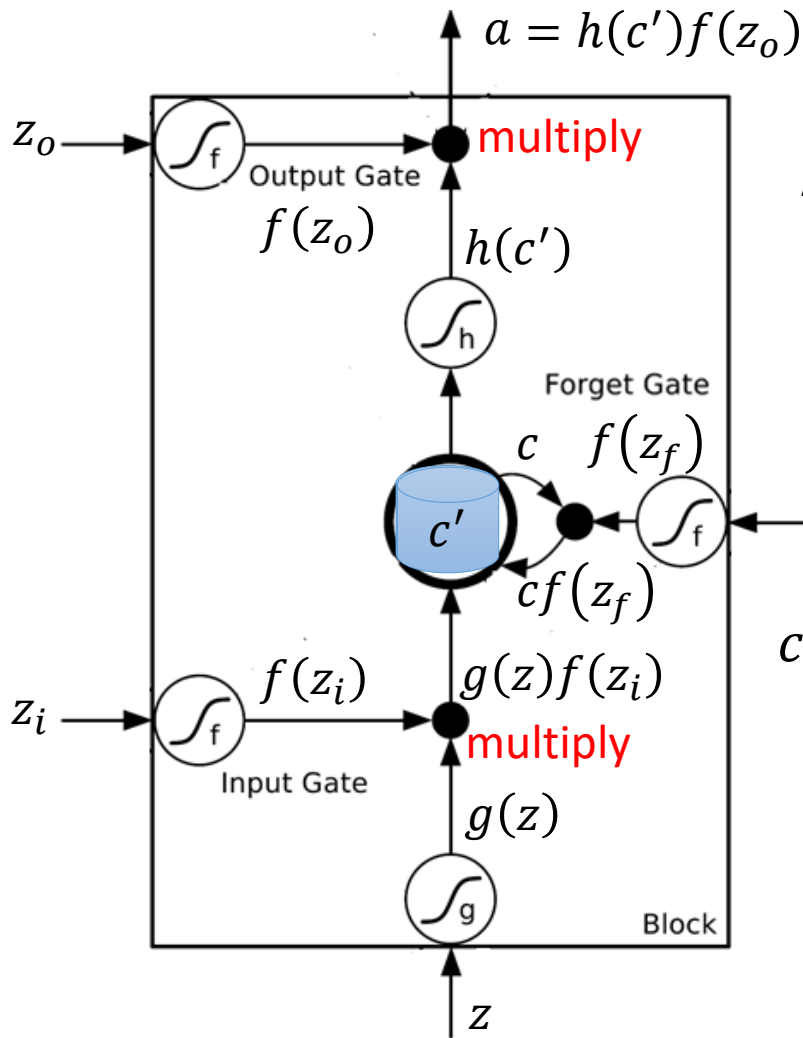 a = h(c′)f(z_o)
z_o
f
multiply
Output Gate
f(z_o)
h(c′)
h
Forget Gate
c
f(z_f)
c′
f
cf(z_f)
c
f(z_i)
g(z)f(z_i)
z_i
f
multiply
Input Gate
g(z)
g
Block
z